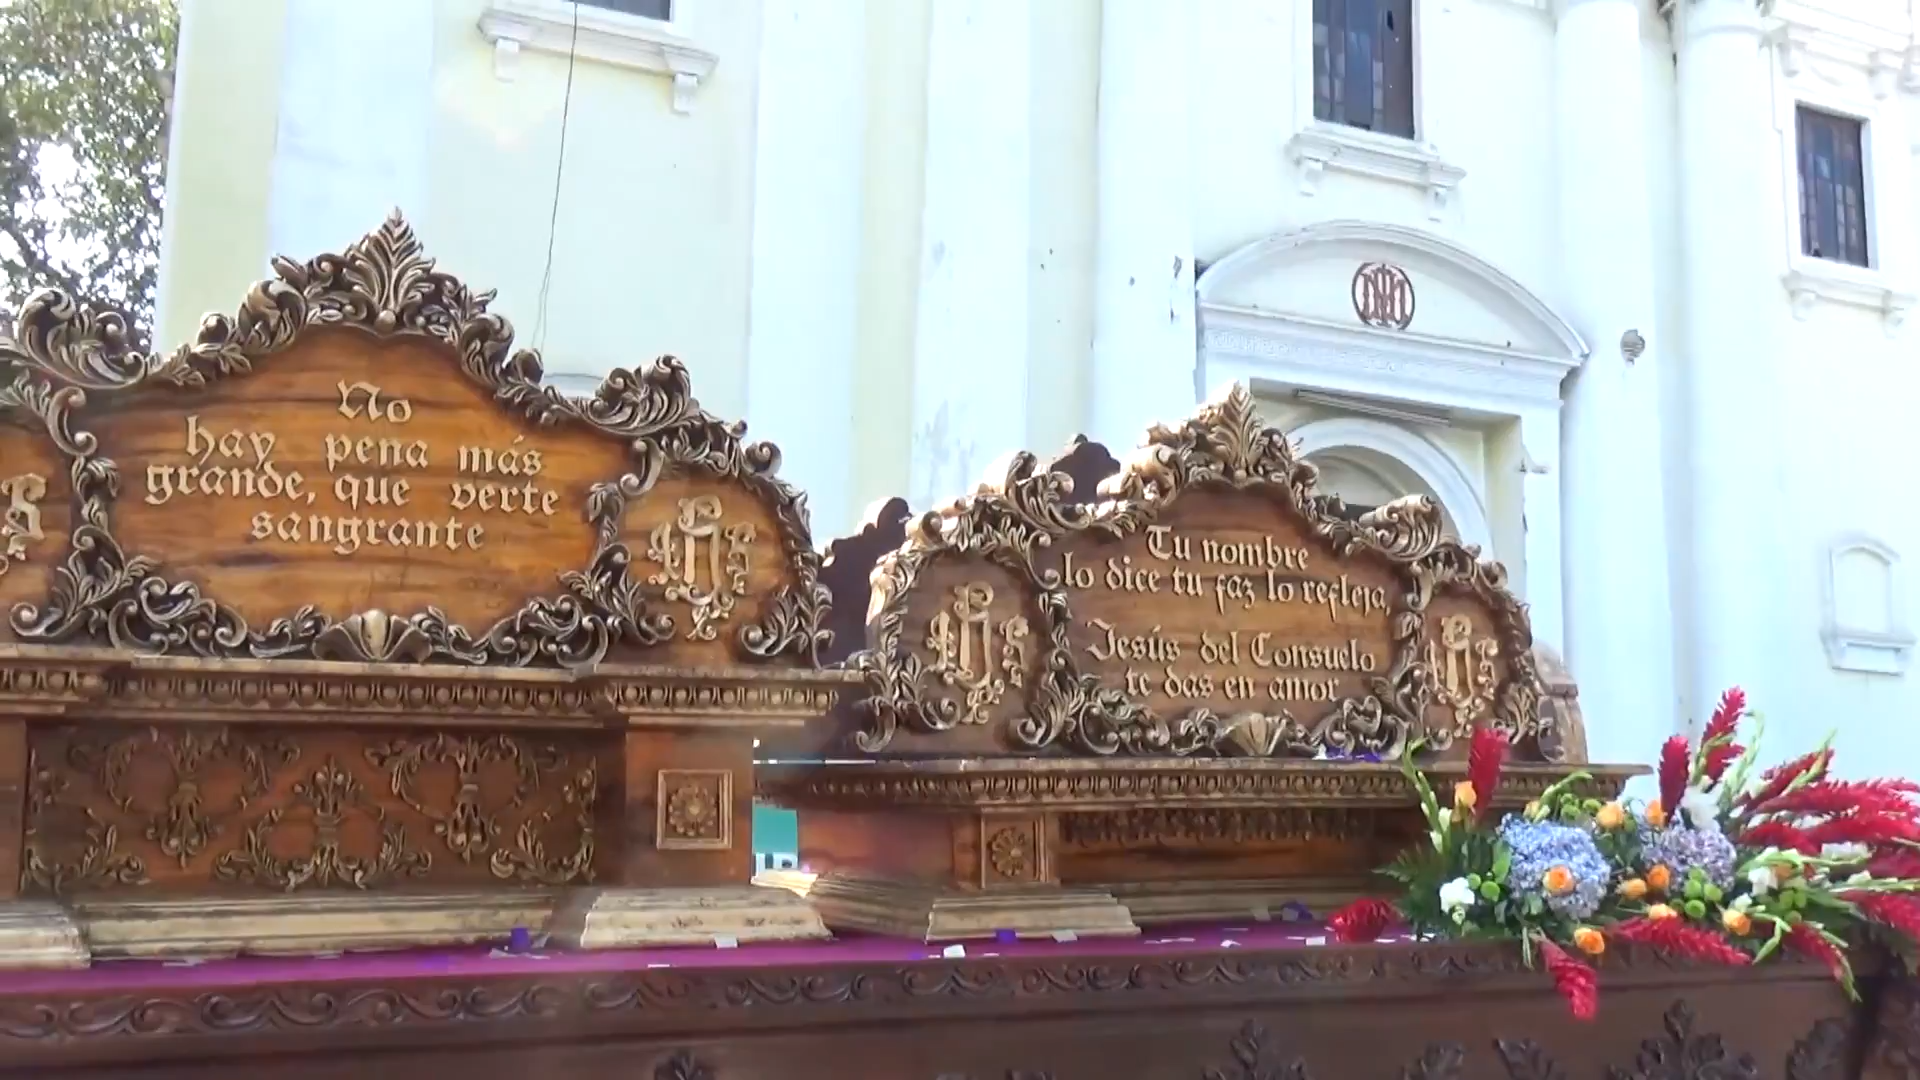 No
hay pena más
grande, que verte
sangrante
Tu nombre
lo dice tu faz lo refleja,
Jesús del Consuelo
te das en amor